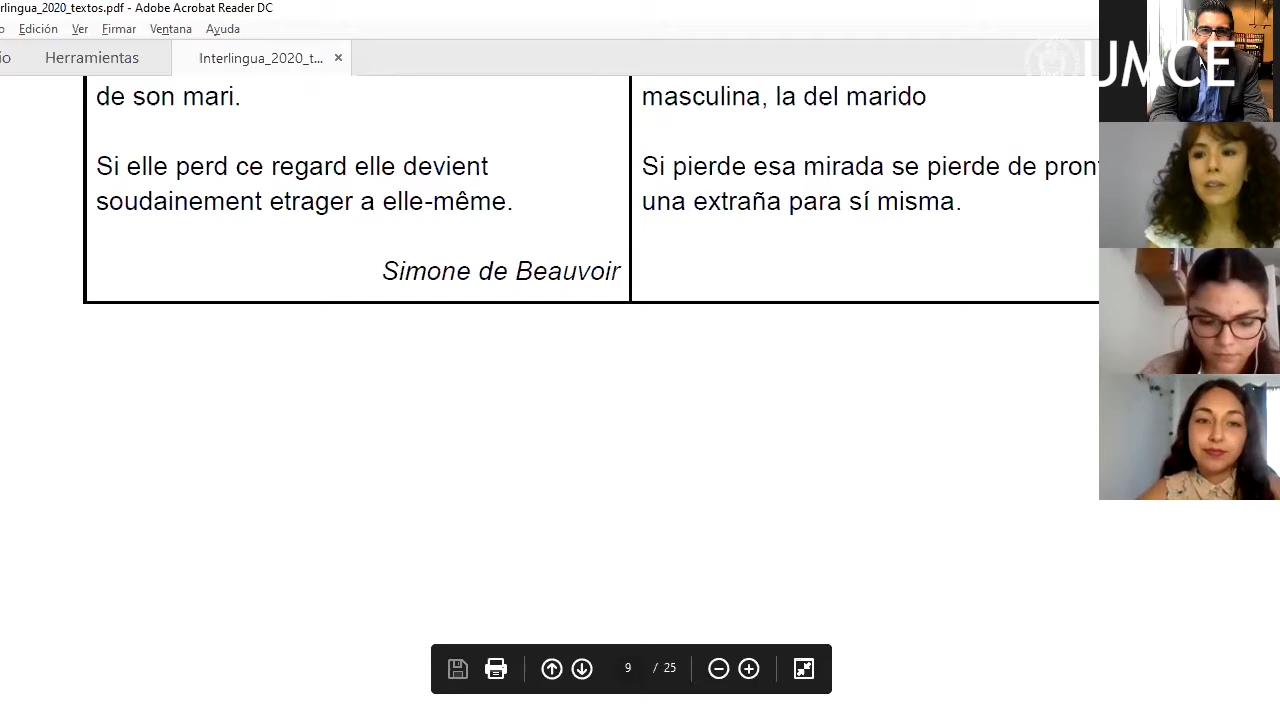 rlingua_2020_textos.pdf - Adobe Acrobat Reader DC
o Edición Ver Firmar Ventana Ayuda
io Herramientas Interlingua_2020_t... ×
UMCE
de son mari.
masculina, la del marido
Si elle perd ce regard elle devient
soudainement etrager a elle-même.
Simone de Beauvoir
Si pierde esa mirada se pierde de pront
una extraña para sí misma.
9 / 25